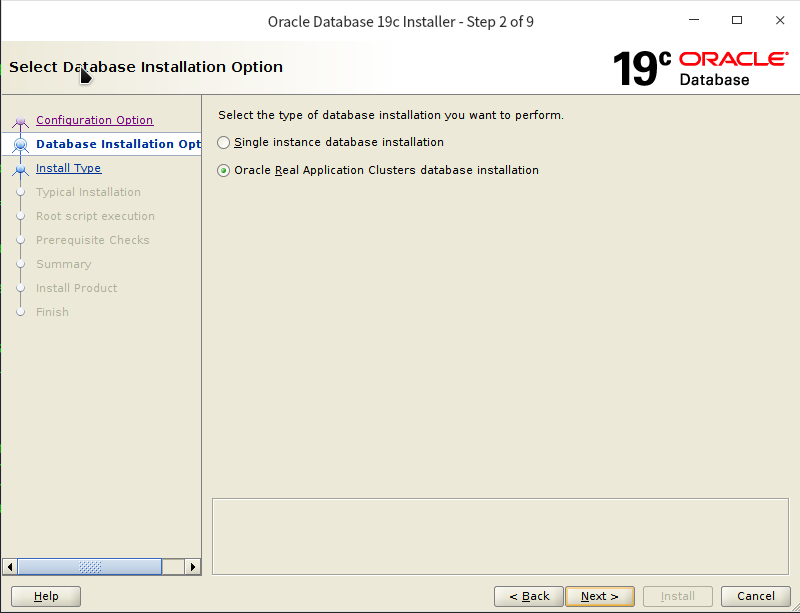 Oracle Database 19c Installer - Step 2 of 9
Select Database Installation Option
19c ORACLE®
Database
Configuration Option
Database Installation Opt
Install Type
Typical Installation
Root script execution
Prerequisite Checks
Summary
Install Product
Finish
Select the type of database installation you want to perform.
Single instance database installation
Oracle Real Application Clusters database installation
Help
< Back
Next >
Install
Cancel